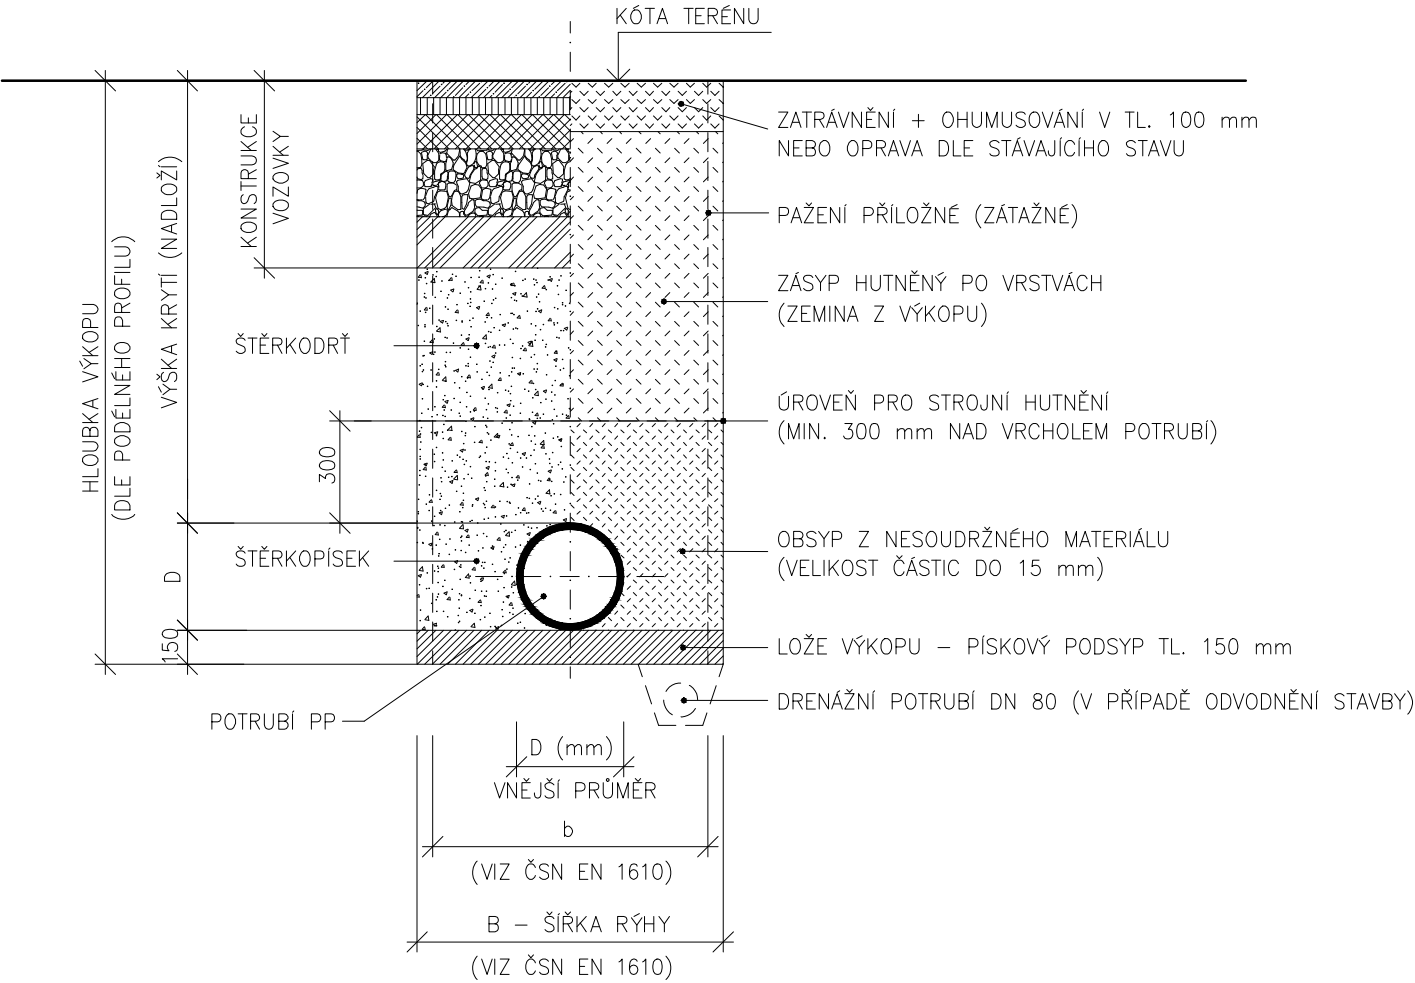 KÓTA TERÉNU
ZATRÁVNĚNÍ + OHUMUSOVÁNÍ V TL. 100 mm
NEBO OPRAVA DLE STÁVAJÍCÍHO STAVU
PAŽENÍ PŘÍLOŽNÉ (ZÁTAŽNÉ)
ZÁSYP HUTNĚNÝ PO VRSTVÁCH
(ZEMINA Z VÝKOPU)
ÚROVEŇ PRO STROJNÍ HUTNĚNÍ
(MIN. 300 mm NAD VRCHOLEM POTRUBÍ)
OBSYP Z NESOUDRŽNÉHO MATERIÁLU
(VELIKOST ČÁSTIC DO 15 mm)
LOŽE VÝKOPU – PÍSKOVÝ PODSYP TL. 150 mm
DRENÁŽNÍ POTRUBÍ DN 80 (V PŘÍPADĚ ODVODNĚNÍ STAVBY)
HLOUBKA VÝKOPU
(DLE PODÉLNÉHO PROFILU)
VÝŠKA KRYTÍ (NADLOŽÍ)
D
150
KONSTRUKCE
VOZOVKY
ŠTĚRKODRŤ
300
ŠTĚRKOPÍSEK
POTRUBÍ PP
D (mm)
VNĚJŠÍ PRŮMĚR
b
(VIZ ČSN EN 1610)
B – ŠÍŘKA RÝHY
(VIZ ČSN EN 1610)